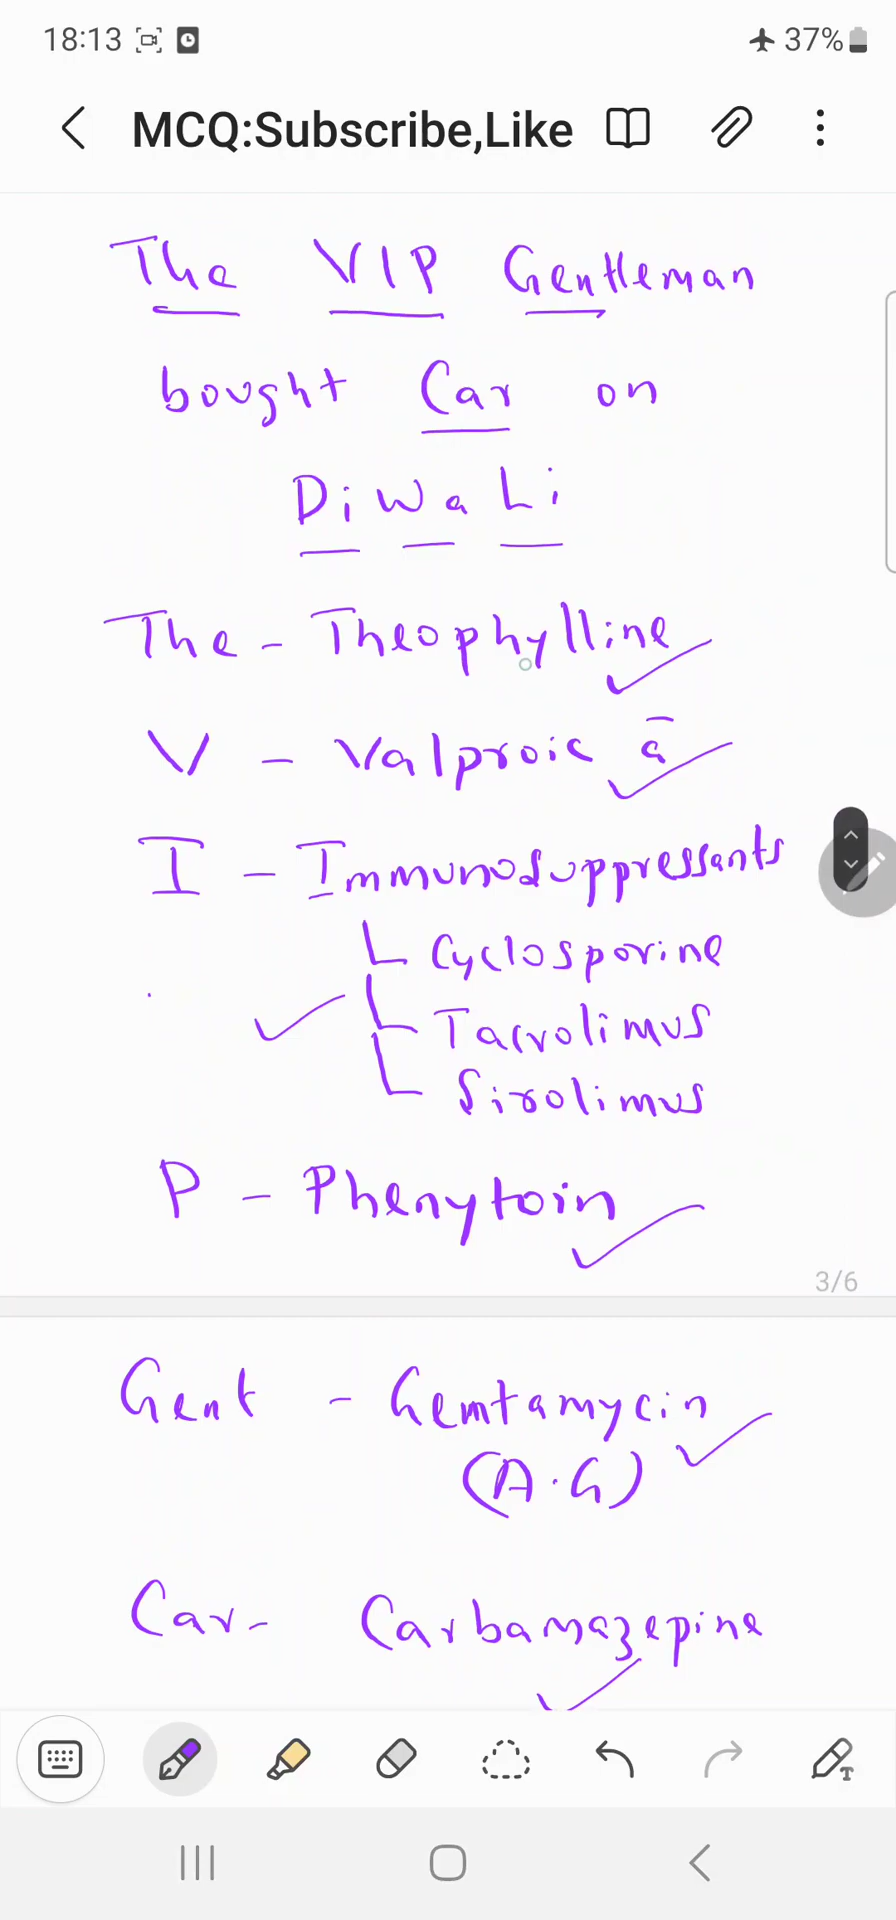 18:13 37%
MCQ:Subscribe,Like
The VIP Gentleman
bought Car on
DiWaLi
The - Theophylline
V - Valproic a
I - Immunosuppressants
Cyclosporine
Tacrolimus
Sirolimus
P - Phenytoin
3/6
Gent - Gemtamycin
(A.G)
Car- Carbamazepine